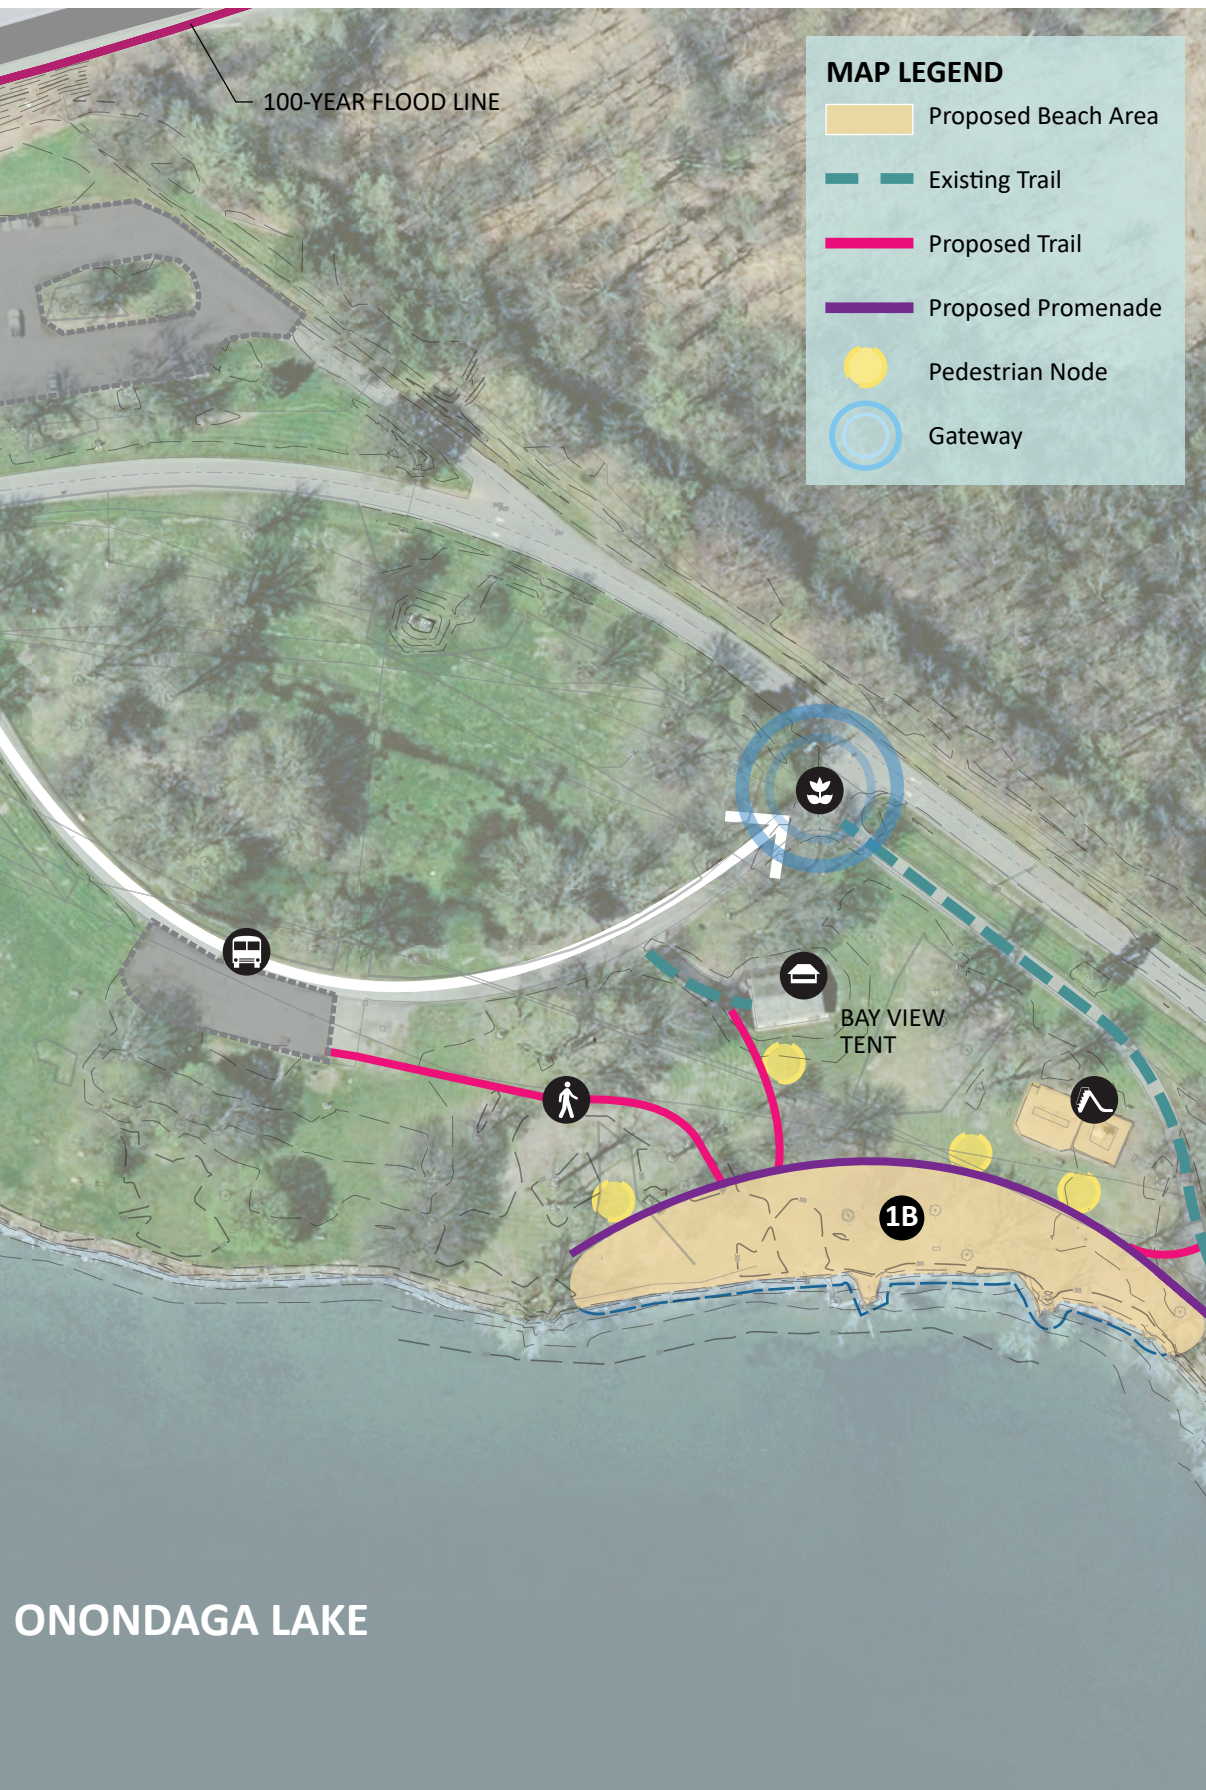 100-YEAR FLOOD LINE
MAP LEGEND
Proposed Beach Area
Existing Trail
Proposed Trail
Proposed Promenade
Pedestrian Node
Gateway
BAY VIEW
TENT
1B
ONONDAGA LAKE